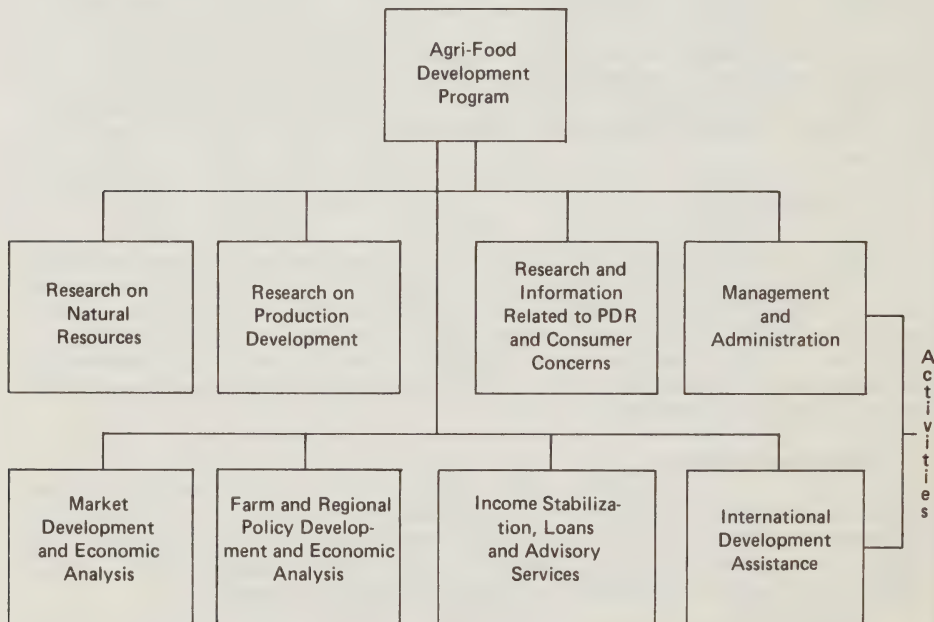 Agri-Food
Development
Program
Research on
Natural
Resources
Research on
Production
Development
Research and
Information
Related to PDR
and Consumer
Concerns
Management
and
Administration
Activities
Market
Development
and Economic
Analysis
Farm and Regional
Policy Develop-
ment and Economic
Analysis
Income Stabiliza-
tion, Loans
and Advisory
Services
International
Development
Assistance